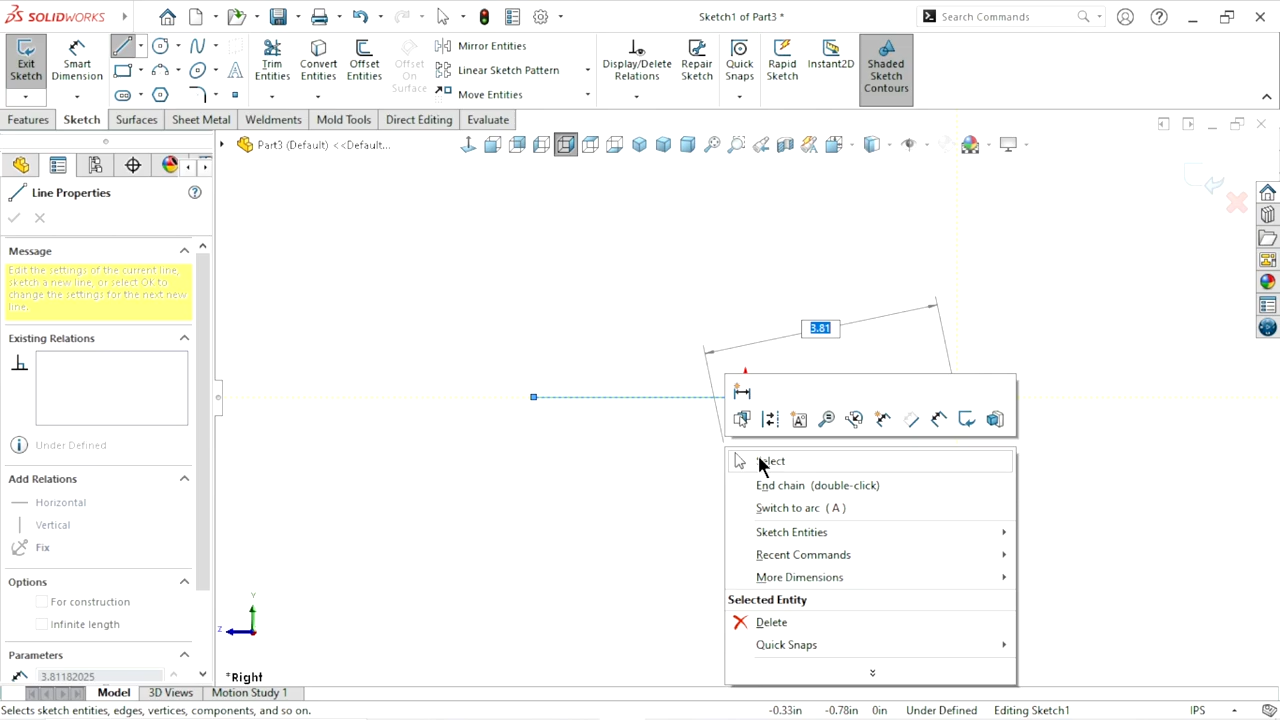 SOLIDWORKS
Sketch1 of Part3 *
Search Commands
Exit
Sketch
Smart
Dimension
Trim
Entities
Convert
Entities
Offset
Entities
Offset
On
Surface
Mirror Entities
Linear Sketch Pattern
Move Entities
Display/Delete
Relations
Repair
Sketch
Quick
Snaps
Rapid
Sketch
Instant2D
Shaded
Sketch
Contours
Features
Sketch
Surfaces
Sheet Metal
Weldments
Mold Tools
Direct Editing
Evaluate
Part3 (Default) <<Default...
Line Properties
Message
Edit the settings of the current line,
sketch a new line, or select OK to
change the settings for the next new
line.
Existing Relations
Under Defined
Add Relations
Horizontal
Vertical
Fix
Options
For construction
Infinite length
Parameters
3.81182025
3.81
Select
End chain (double-click)
Switch to arc ( A )
Sketch Entities
Recent Commands
More Dimensions
Selected Entity
Delete
Quick Snaps
Y
Z
*Right
Model
3D Views
Motion Study 1
Selects sketch entities, edges, vertices, components, and so on.
-0.33in
-0.78in
0in
Under Defined
Editing Sketch1
IPS